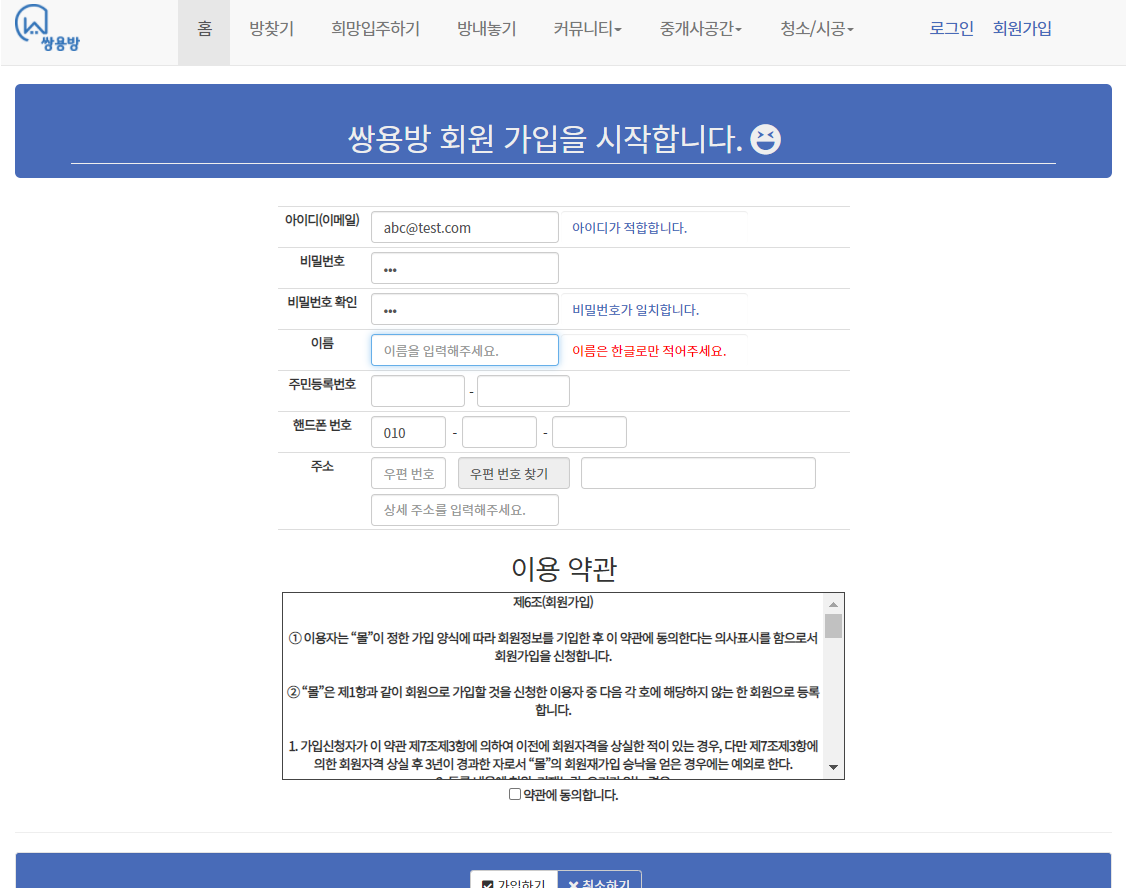 쌍용방
홈 방찾기 희망입주하기 방내놓기 커뮤니티 중개사공간 청소/시공 로그인 회원가입
쌍용방 회원 가입을 시작합니다.
아이디(이메일) abc@test.com 아이디가 적합합니다.
비밀번호 •••
비밀번호 확인 ••• 비밀번호가 일치합니다.
이름 이름을 입력해주세요. 이름은 한글로만 적어주세요.
주민등록번호 -
핸드폰 번호 010 - -
주소 우편 번호 우편 번호 찾기
상세 주소를 입력해주세요.
이용 약관
제6조(회원가입)
① 이용자는 “몰”이 정한 가입 양식에 따라 회원정보를 기입한 후 이 약관에 동의한다는 의사표시를 함으로서
회원가입을 신청합니다.
② “몰”은 제1항과 같이 회원으로 가입할 것을 신청한 이용자 중 다음 각 호에 해당하지 않는 한 회원으로 등록
합니다.
1. 가입신청자가 이 약관 제7조제3항에 의하여 이전에 회원자격을 상실한 적이 있는 경우, 다만 제7조제3항에
의한 회원자격 상실 후 3년이 경과한 자로서 “몰”의 회원재가입 승낙을 얻은 경우에는 예외로 한다.
약관에 동의합니다.
가입하기 취소하기